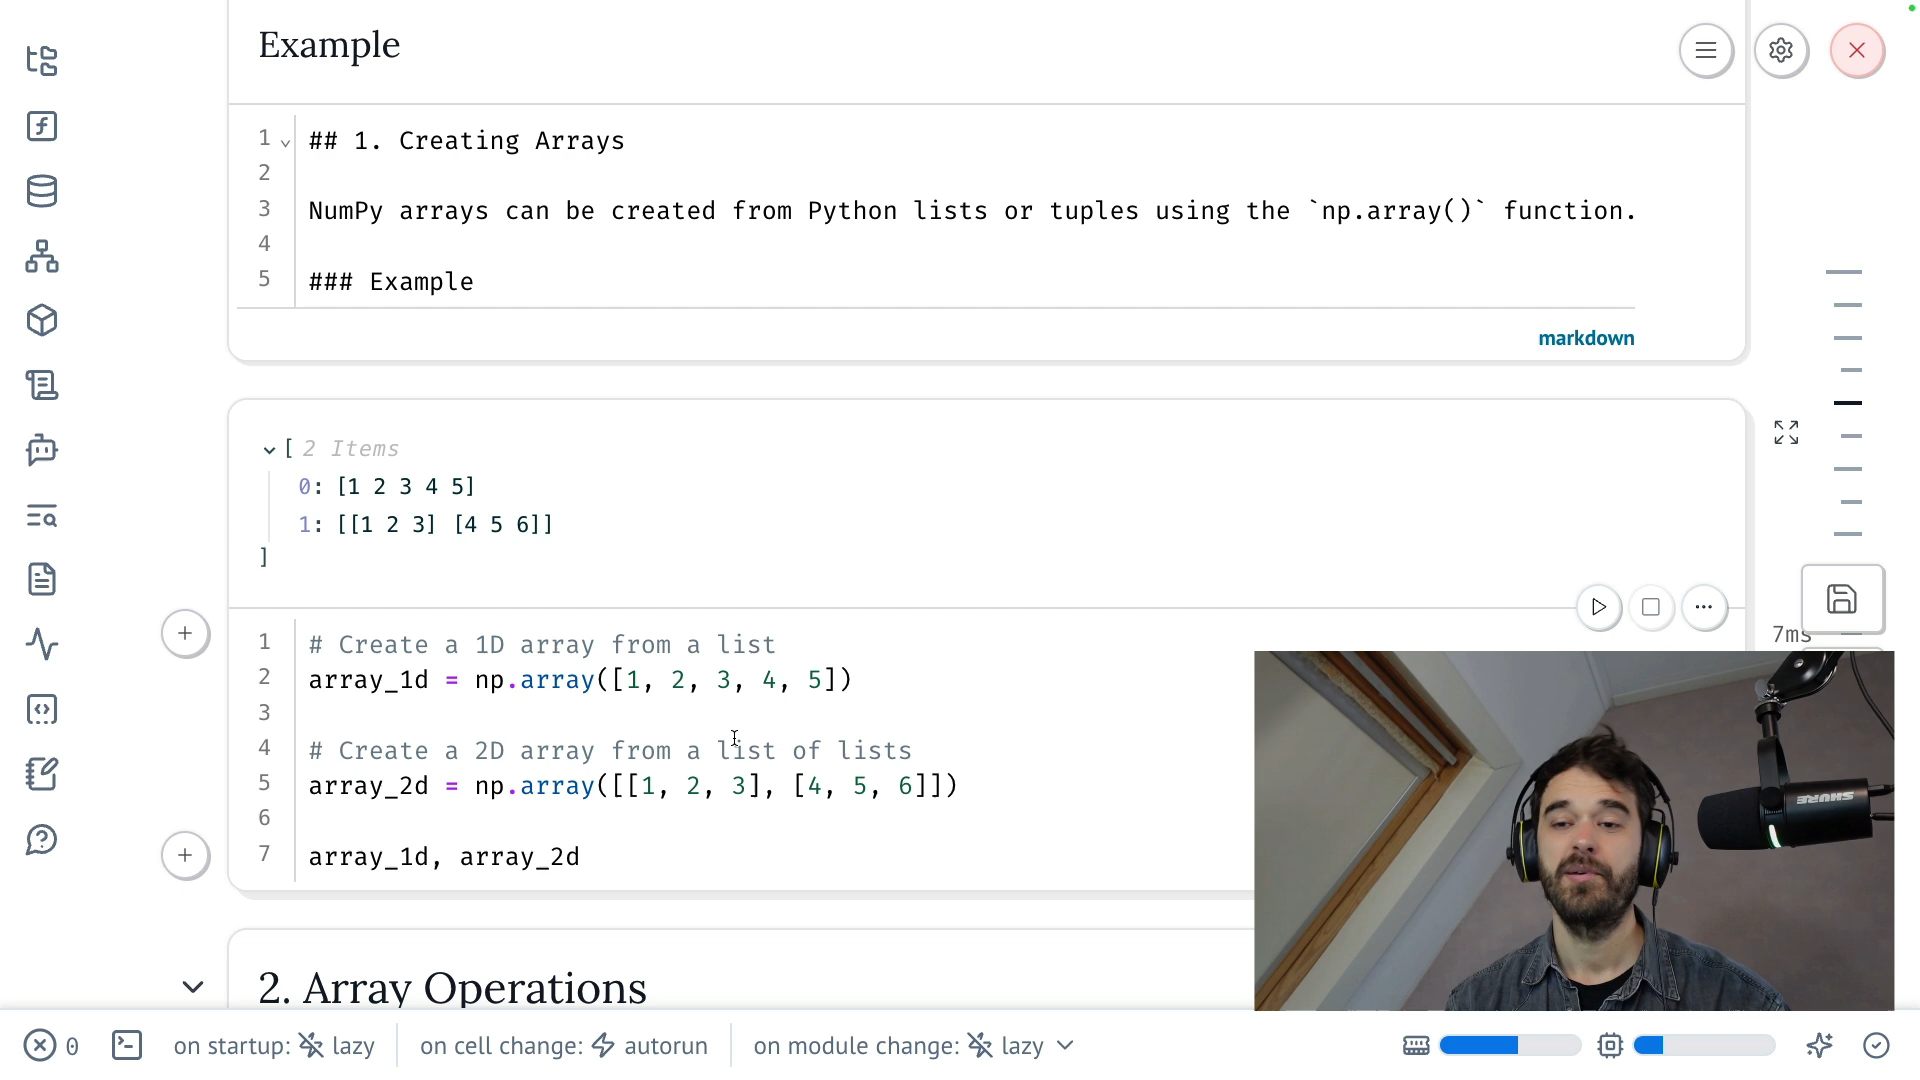 Example
1 ## 1. Creating Arrays
2
3 NumPy arrays can be created from Python lists or tuples using the `np.array()` function.
4
5 ### Example
markdown
[ 2 Items
0: [1 2 3 4 5]
1: [[1 2 3] [4 5 6]]
]
7ms
1 # Create a 1D array from a list
2 array_1d = np.array([1, 2, 3, 4, 5])
3
4 # Create a 2D array from a list of lists
5 array_2d = np.array([[1, 2, 3], [4, 5, 6]])
6
7 array_1d, array_2d
SHURE
2. Array Operations
0 on startup: lazy on cell change: autorun on module change: lazy